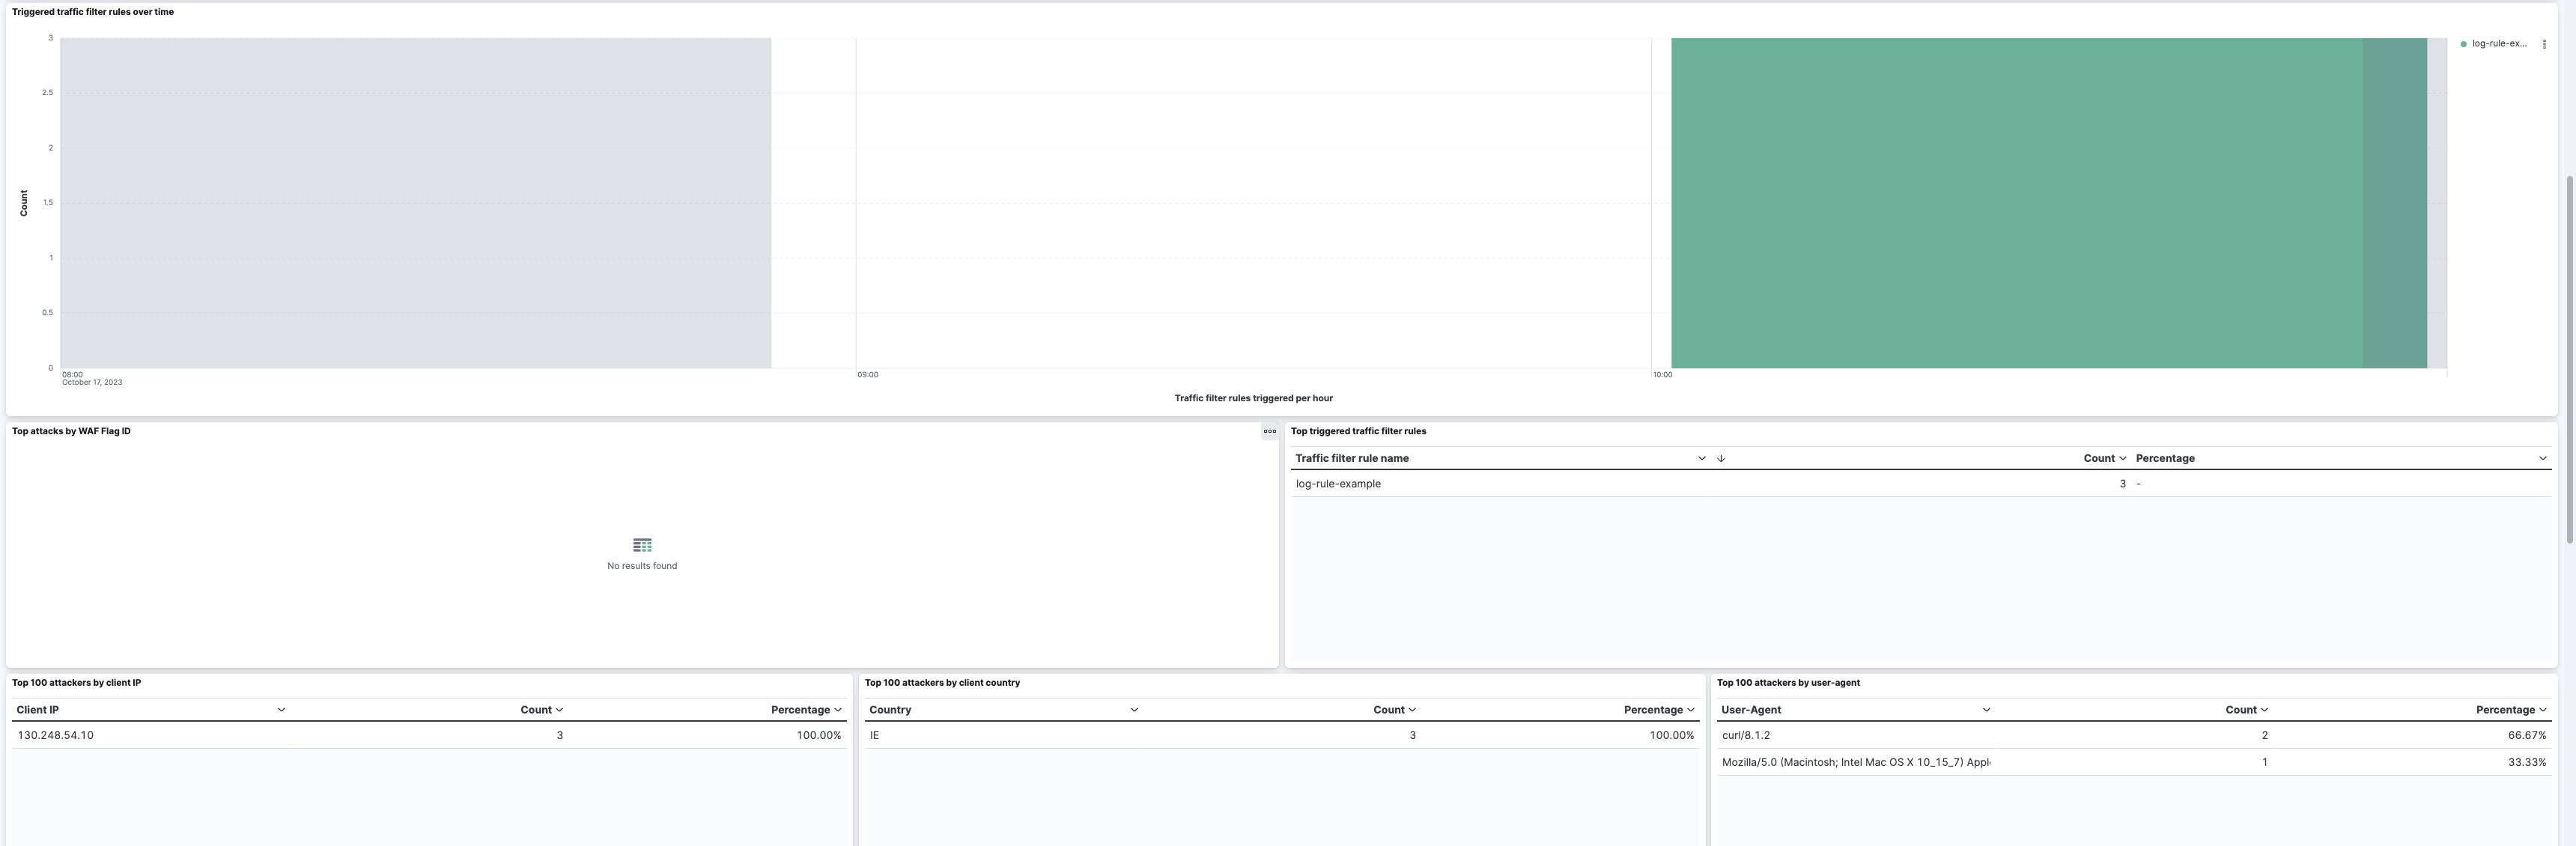 Triggered traffic filter rules over time
3
2.5
2
1.5
1
0.5
0
Count
08:00
October 17, 2023
09:00
10:00
Traffic filter rules triggered per hour
log-rule-ex...
Top attacks by WAF Flag ID
No results found
Top triggered traffic filter rules
Traffic filter rule name Count Percentage
log-rule-example 3 -
Top 100 attackers by client IP
Client IP Count Percentage
130.248.54.10 3 100.00%
Top 100 attackers by client country
Country Count Percentage
IE 3 100.00%
Top 100 attackers by user-agent
User-Agent Count Percentage
curl/8.1.2 2 66.67%
Mozilla/5.0 (Macintosh; Intel Mac OS X 10_15_7) Appl 1 33.33%